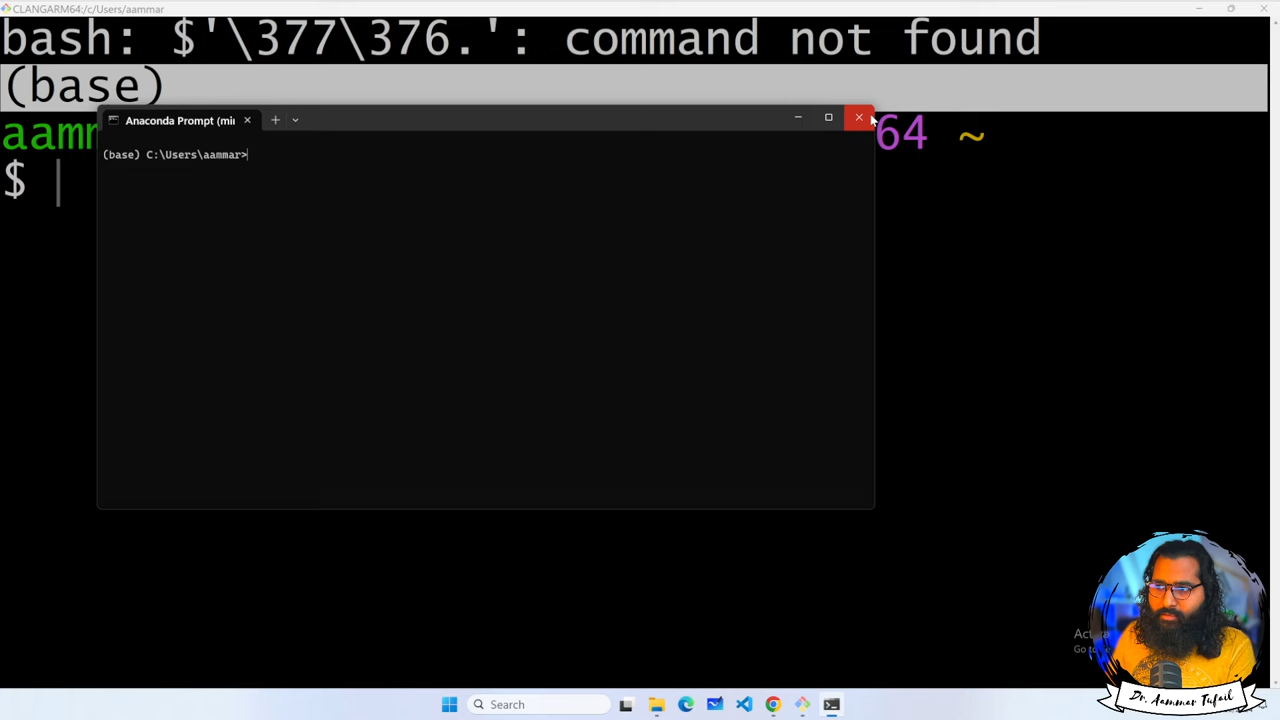 CLANGARM64:/c/Users/aammar
bash: $'\377\376.': command not found
(base)
aamm
64 ~
$
Anaconda Prompt (mi
(base) C:\Users\aammar>
Search
Dr. Aammar Tufail